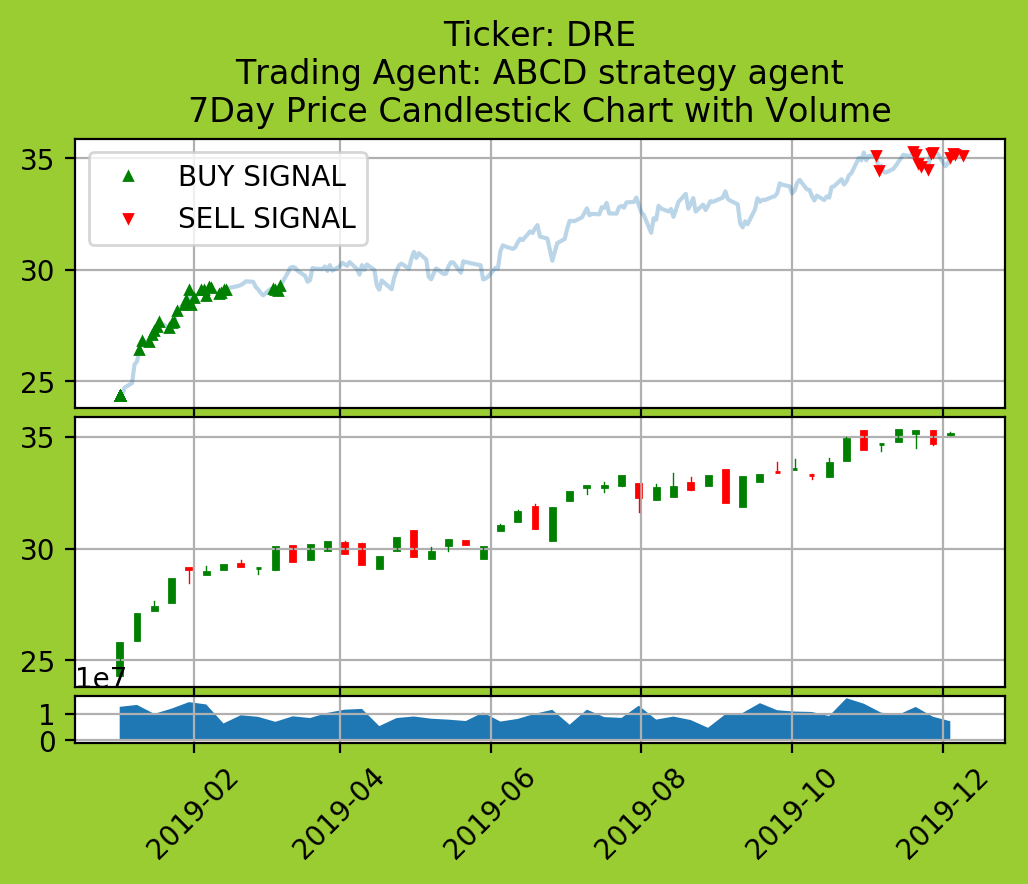 Ticker: DRE
Trading Agent: ABCD strategy agent
7Day Price Candlestick Chart with Volume
35
BUY SIGNAL
SELL SIGNAL
30
25
35
30
25
1e7
1
0
2019-02
2019-04
2019-06
2019-08
2019-10
2019-12